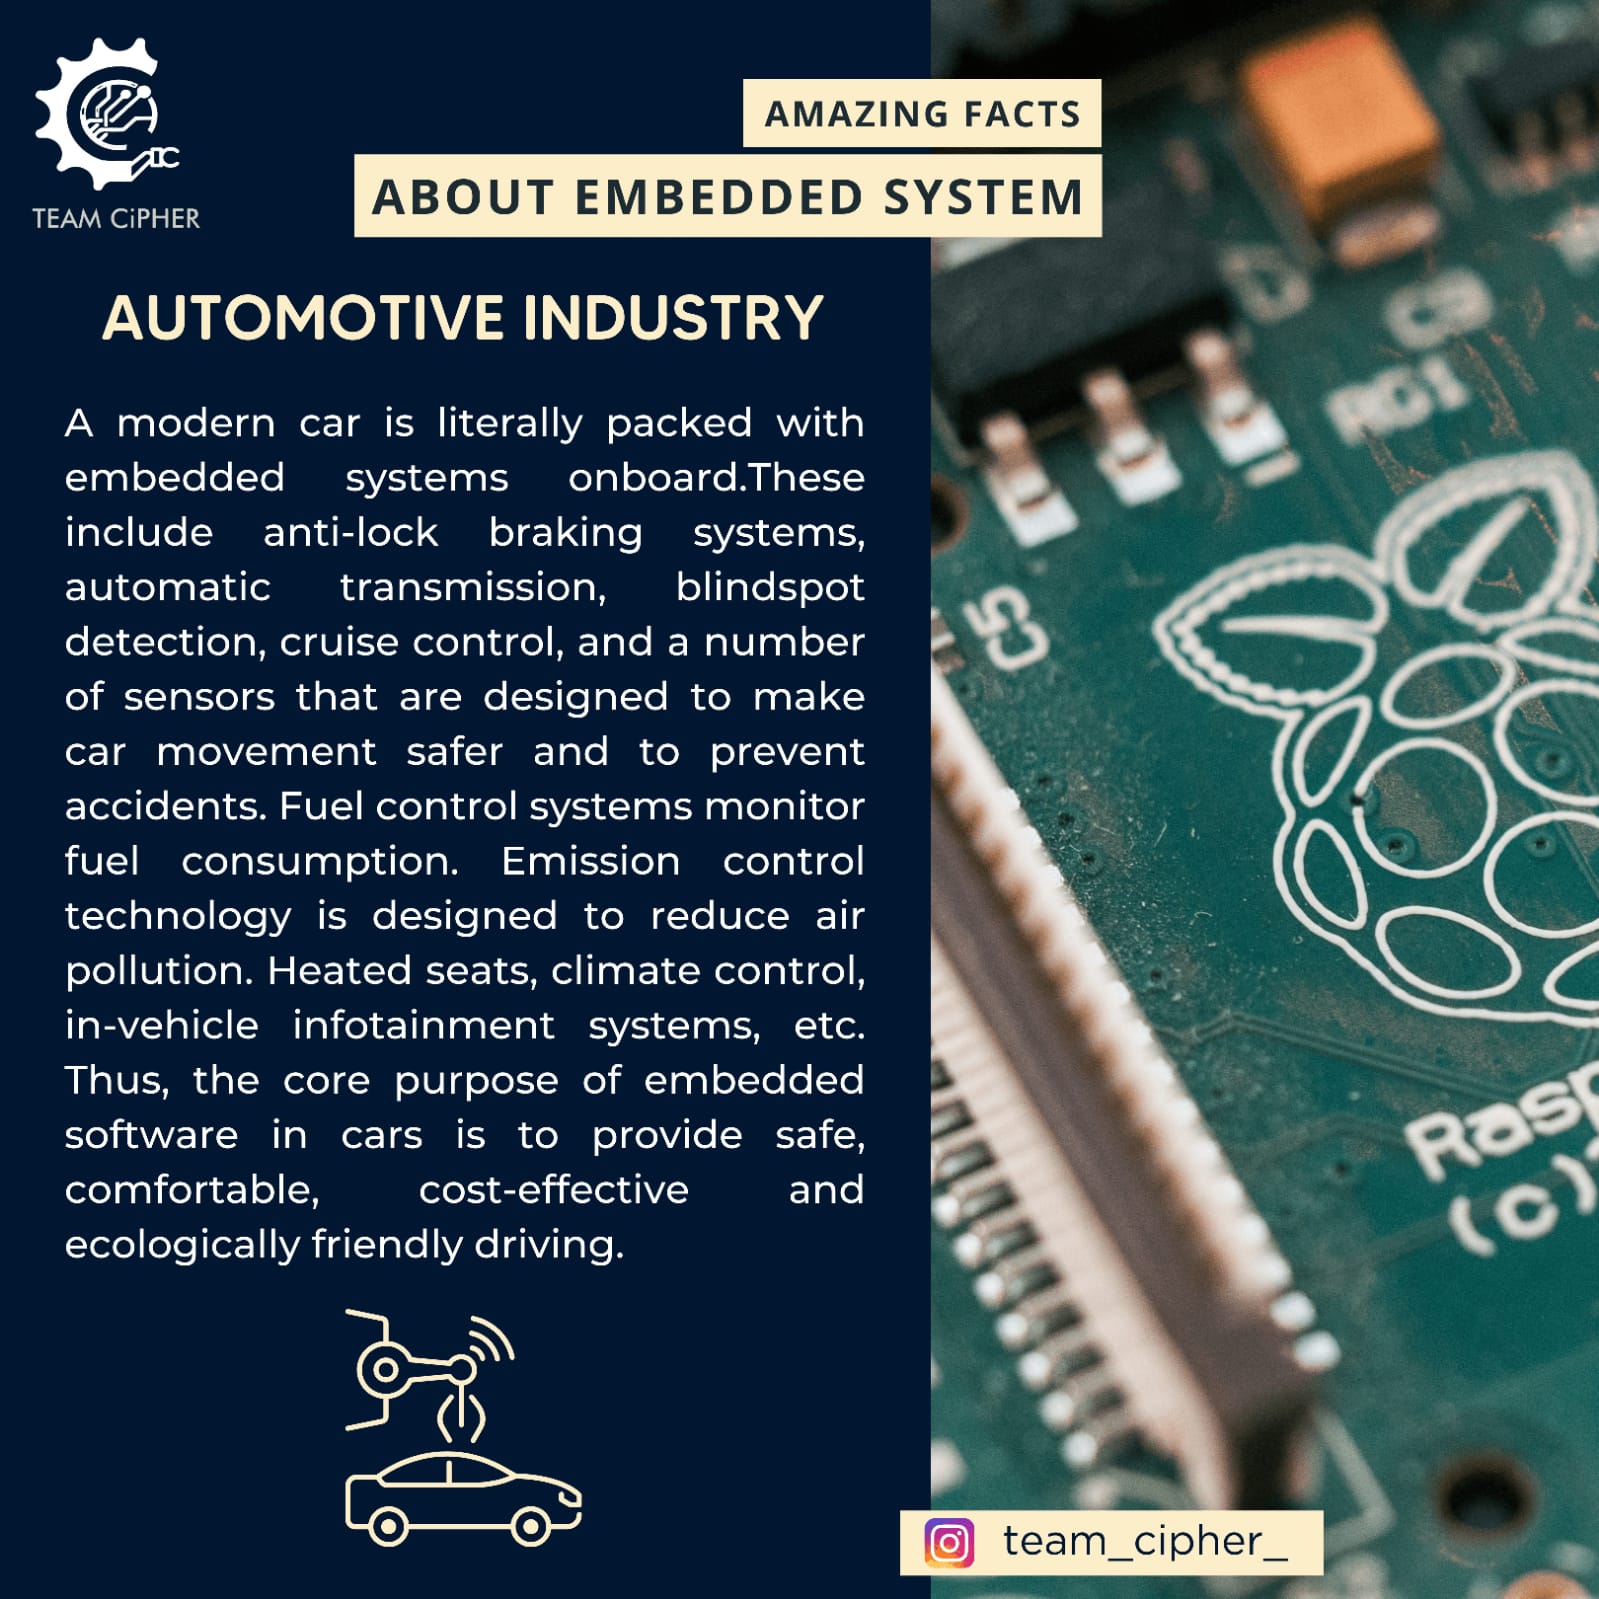 TEAM CiPHER
AMAZING FACTS
ABOUT EMBEDDED SYSTEM
AUTOMOTIVE INDUSTRY
A modern car is literally packed with
embedded systems onboard.These
include anti-lock braking systems,
automatic transmission, blindspot
detection, cruise control, and a number
of sensors that are designed to make
car movement safer and to prevent
accidents. Fuel control systems monitor
fuel consumption. Emission control
technology is designed to reduce air
pollution. Heated seats, climate control,
in-vehicle infotainment systems, etc.
Thus, the core purpose of embedded
software in cars is to provide safe,
comfortable, cost-effective and
ecologically friendly driving.
C5
Rasp
(c)
team_cipher_